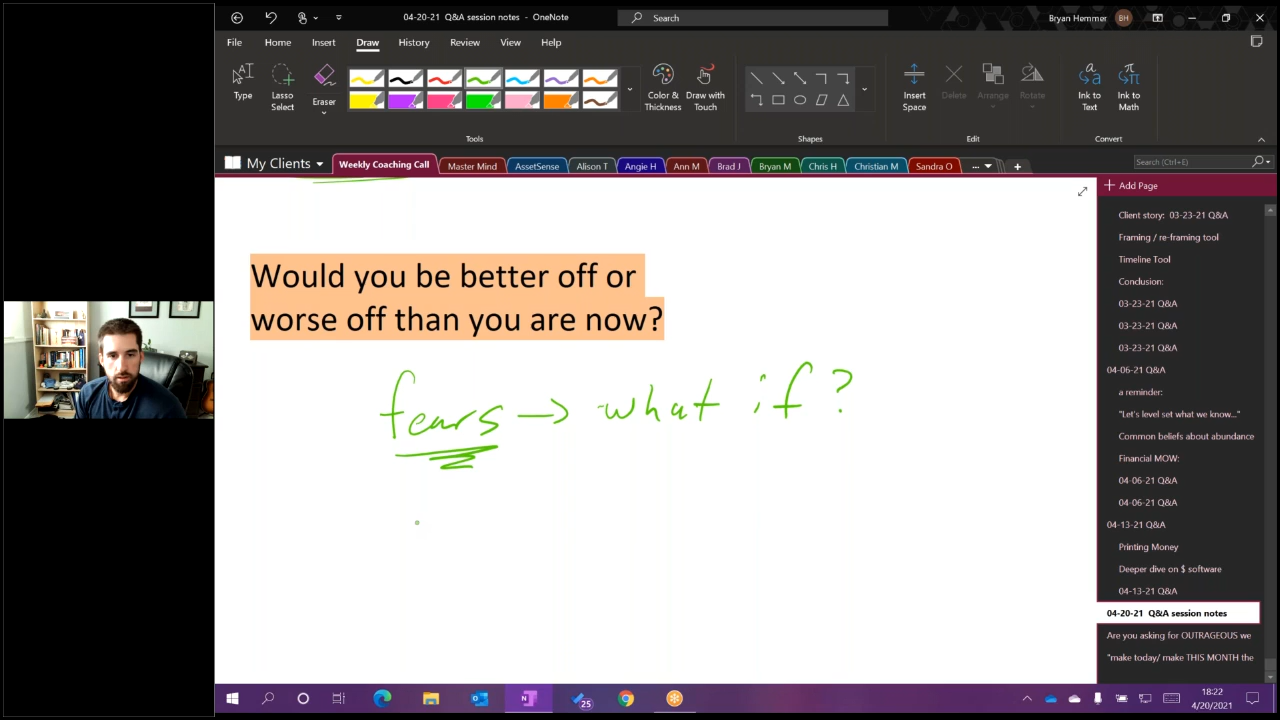 04-20-21 Q&A session notes - OneNote
Search
Bryan Hemmer
BH
File
Home
Insert
Draw
History
Review
View
Help
Type
Lasso
Select
Eraser
Color &
Thickness
Draw with
Touch
Insert
Space
Delete
Arrange
Rotate
Ink to
Text
Ink to
Math
Tools
Shapes
Edit
Convert
My Clients
Weekly Coaching Call
Master Mind
AssetSense
Alison T
Angie H
Ann M
Brad J
Bryan M
Chris H
Christian M
Sandra O
...
Search (Ctrl+E)
Add Page
Would you be better off or
worse off than you are now?
fears → what if ?
Client story: 03-23-21 Q&A
Framing / re-framing tool
Timeline Tool
Conclusion:
03-23-21 Q&A
03-23-21 Q&A
03-23-21 Q&A
04-06-21 Q&A
a reminder:
"Let's level set what we know..."
Common beliefs about abundance
Financial MOW:
04-06-21 Q&A
04-06-21 Q&A
04-13-21 Q&A
Printing Money
Deeper dive on $ software
04-13-21 Q&A
04-20-21 Q&A session notes
Are you asking for OUTRAGEOUS we
"make today/ make THIS MONTH the
25
18:22
4/20/2021